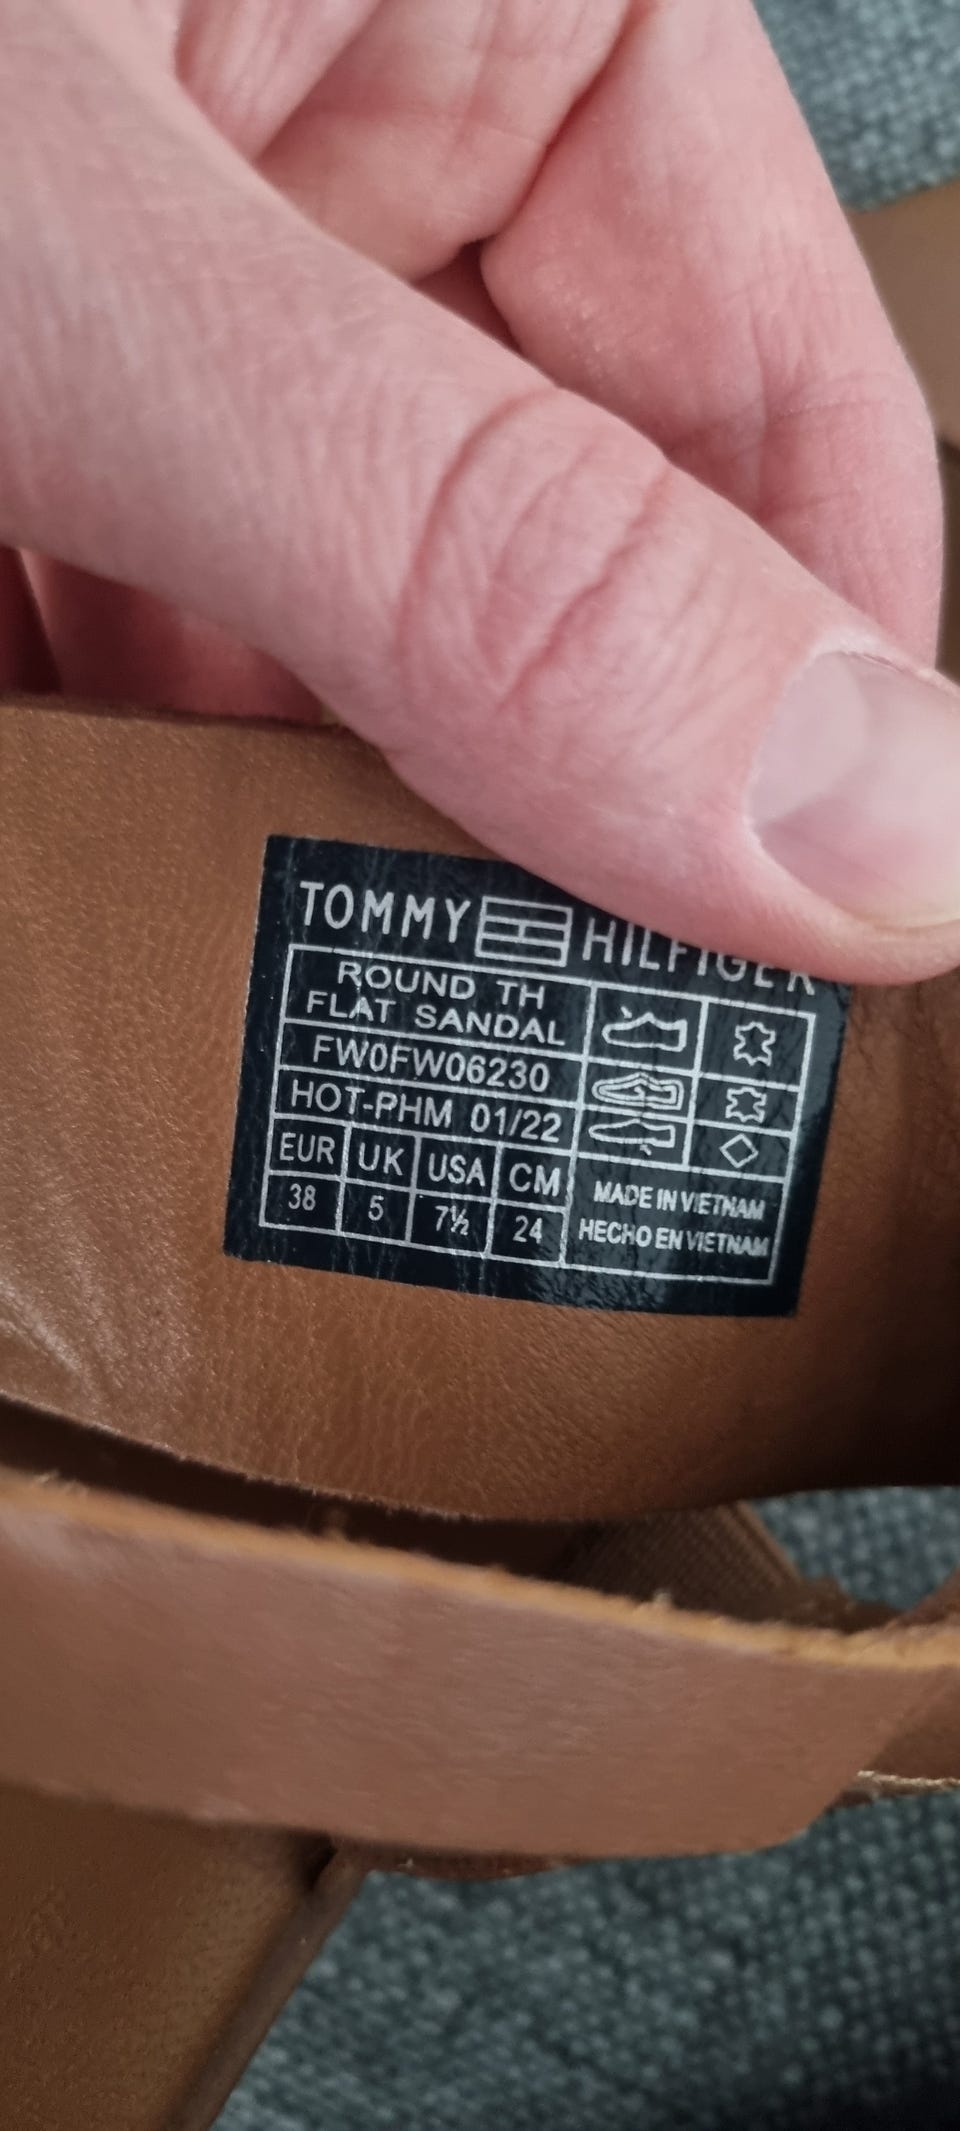 TOMMY HILFIGER
ROUND TH
FLAT SANDAL
FW0FW06230
HOT-PHM 01/22
EUR UK USA CM
38 5 7½ 24
MADE IN VIETNAM
HECHO EN VIETNAM